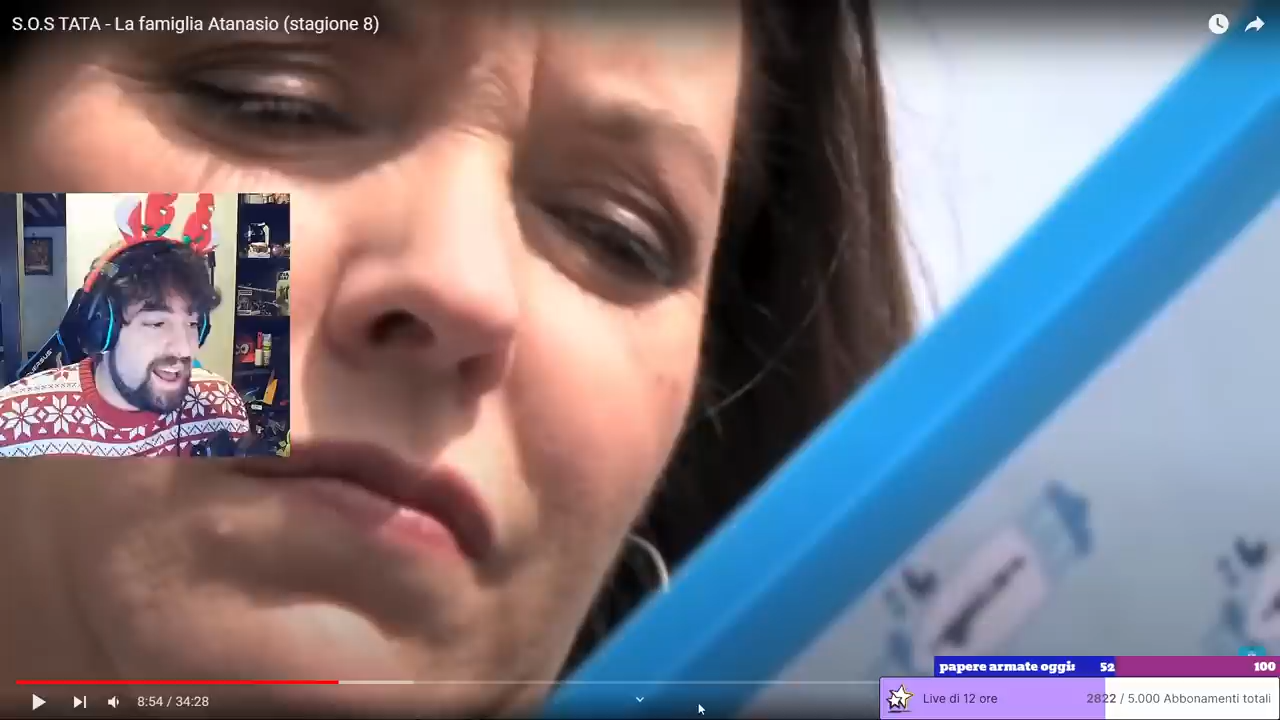 S.O.S TATA - La famiglia Atanasio (stagione 8)
papere armate oggi: 52 100
Live di 12 ore 2822 / 5.000 Abbonamenti totali
8:54 / 34:28